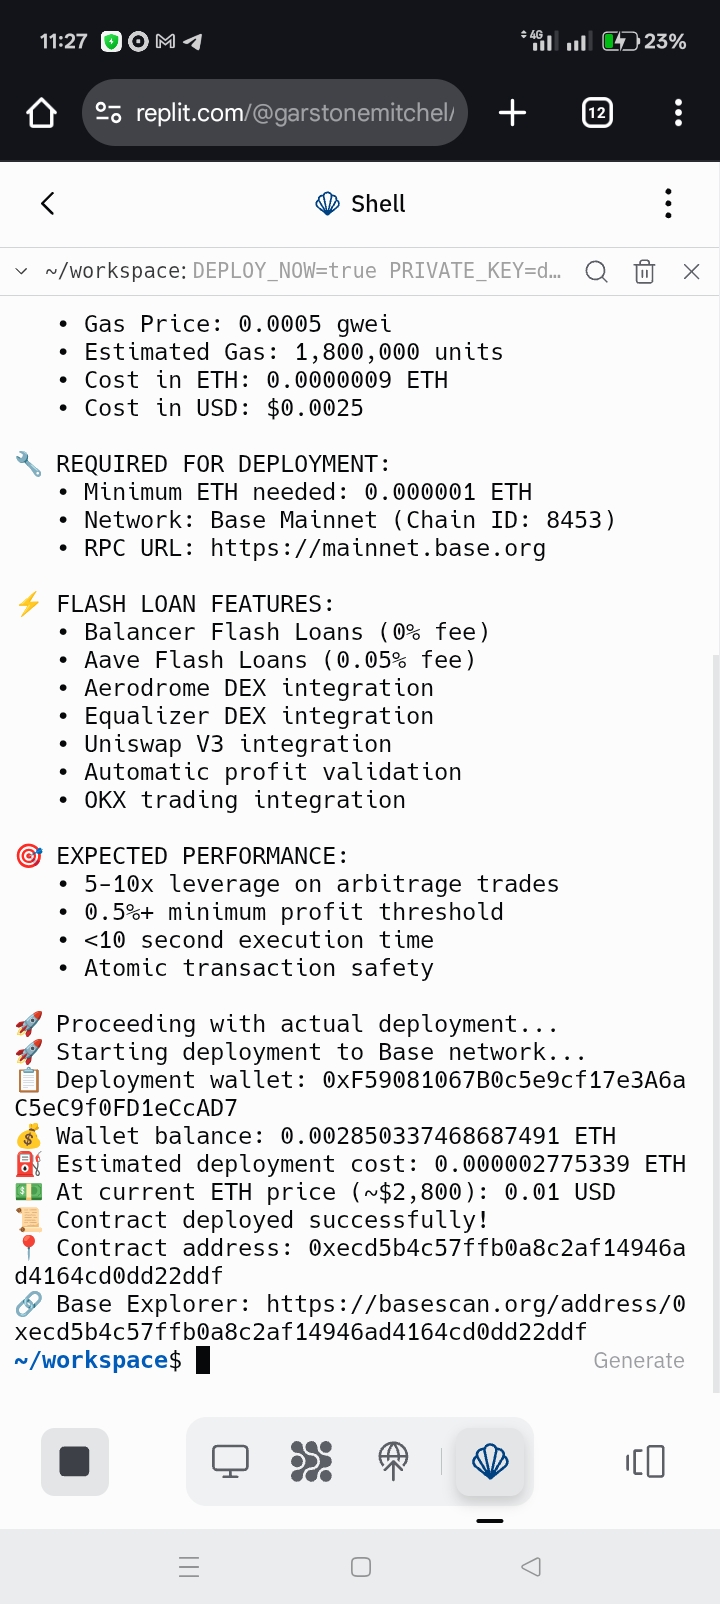 11:27
4G
23%
replit.com/@garstonemitchel/
12
Shell
~/workspace: DEPLOY_NOW=true PRIVATE_KEY=d…
• Gas Price: 0.0005 gwei
• Estimated Gas: 1,800,000 units
• Cost in ETH: 0.0000009 ETH
• Cost in USD: $0.0025
🔧 REQUIRED FOR DEPLOYMENT:
• Minimum ETH needed: 0.000001 ETH
• Network: Base Mainnet (Chain ID: 8453)
• RPC URL: https://mainnet.base.org
⚡ FLASH LOAN FEATURES:
• Balancer Flash Loans (0% fee)
• Aave Flash Loans (0.05% fee)
• Aerodrome DEX integration
• Equalizer DEX integration
• Uniswap V3 integration
• Automatic profit validation
• OKX trading integration
🎯 EXPECTED PERFORMANCE:
• 5-10x leverage on arbitrage trades
• 0.5%+ minimum profit threshold
• <10 second execution time
• Atomic transaction safety
🚀 Proceeding with actual deployment...
🚀 Starting deployment to Base network...
📋 Deployment wallet: 0xF59081067B0c5e9cf17e3A6a
C5eC9f0FD1eCcAD7
💰 Wallet balance: 0.002850337468687491 ETH
⛽ Estimated deployment cost: 0.000002775339 ETH
💵 At current ETH price (~$2,800): 0.01 USD
📜 Contract deployed successfully!
📍 Contract address: 0xecd5b4c57ffb0a8c2af14946a
d4164cd0dd22ddf
🔗 Base Explorer: https://basescan.org/address/0
xecd5b4c57ffb0a8c2af14946ad4164cd0dd22ddf
~/workspace$
Generate